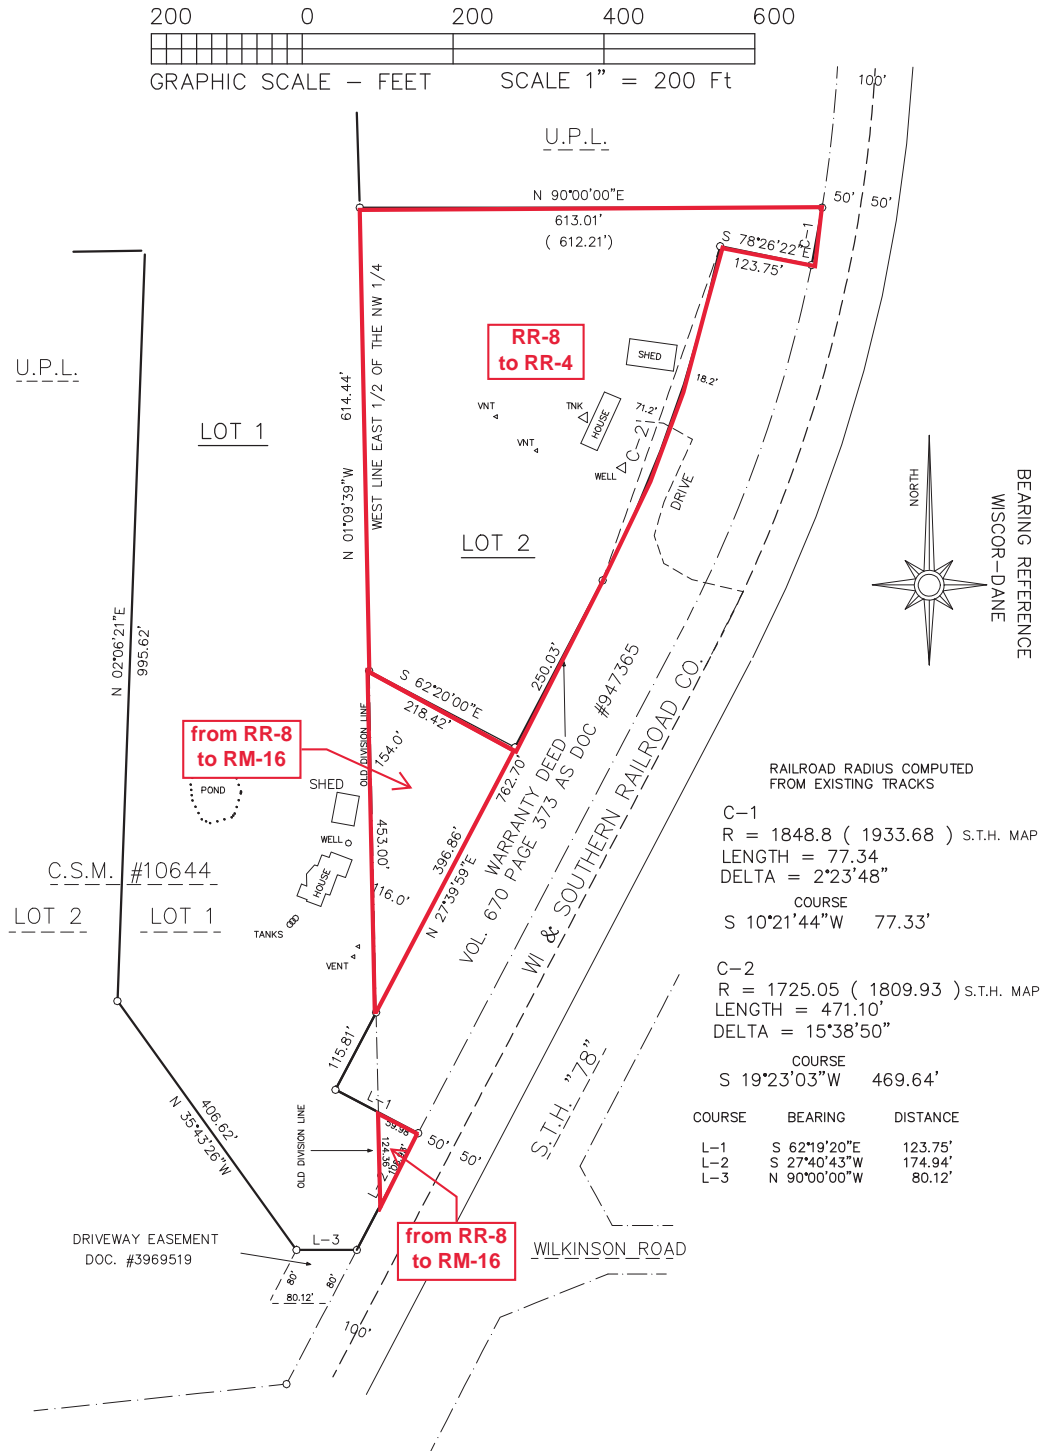 200 0 200 400 600
GRAPHIC SCALE – FEET SCALE 1" = 200 Ft
100'
U.P.L.
N 90°00'00"E
613.01'
( 612.21')
50' 50'
C-1
S 78°26'22"E
123.75'
WEST LINE EAST 1/2 OF THE NW 1/4
614.44'
N 01°09'39"W
RR-8
to RR-4
SHED
18.2'
U.P.L.
VNT
TNK
HOUSE
71.2'
LOT 1
VNT
C-2
WELL
DRIVE
NORTH
BEARING REFERENCE
WISCOR-DANE
LOT 2
N 02°06'21"E
995.62'
S 62°20'00"E
218.42'
250.03'
from RR-8
to RM-16
OLD DIVISION LINE
154.0'
762.70'
WARRANTY DEED
VOL. 670 PAGE 373 AS DOC #947365
WI & SOUTHERN RAILROAD CO.
POND
SHED
WELL
HOUSE
453.00'
116.0'
396.86'
N 27°39'59"E
RAILROAD RADIUS COMPUTED
FROM EXISTING TRACKS
C-1
R = 1848.8 ( 1933.68 ) S.T.H. MAP
LENGTH = 77.34
DELTA = 2°23'48"
COURSE
S 10°21'44"W 77.33'
C.S.M. #10644
LOT 2 LOT 1
TANKS
VENT
C-2
R = 1725.05 ( 1809.93 ) S.T.H. MAP
LENGTH = 471.10'
DELTA = 15°38'50"
COURSE
S 19°23'03"W 469.64'
115.81'
S.T.H. "78"
COURSE BEARING DISTANCE
L-1 S 62°19'20"E 123.75'
L-2 S 27°40'43"W 174.94'
L-3 N 90°00'00"W 80.12'
406.62'
N 35°43'26"W
L-1
59.98
50' 50'
OLD DIVISION LINE
124.36'
L-2
from RR-8
to RM-16
DRIVEWAY EASEMENT
DOC. #3969519
L-3
WILKINSON ROAD
80' 80'
80.12'
100'